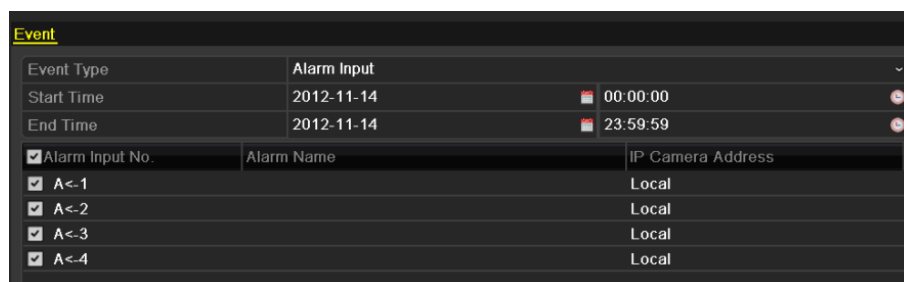 Event
Event Type Alarm Input
Start Time 2012-11-14 00:00:00
End Time 2012-11-14 23:59:59
Alarm Input No. Alarm Name IP Camera Address
A<-1 Local
A<-2 Local
A<-3 Local
A<-4 Local